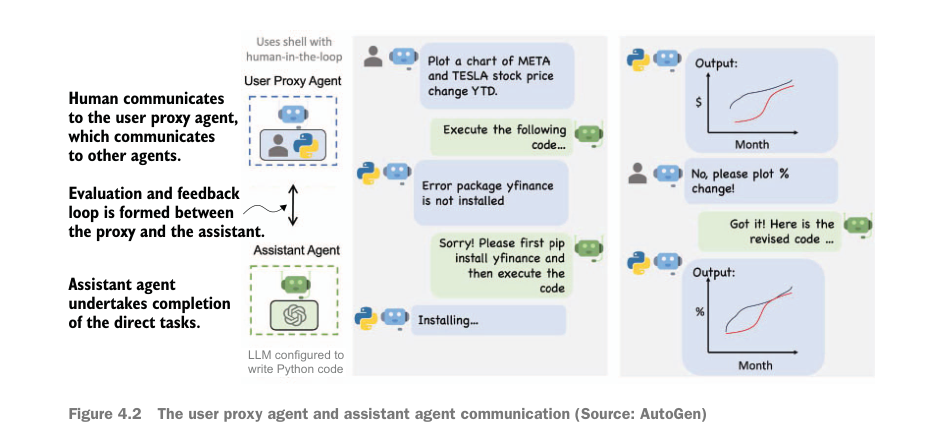 Uses shell with
human-in-the-loop
User Proxy Agent
Human communicates
to the user proxy agent,
which communicates
to other agents.
Evaluation and feedback
loop is formed between
the proxy and the assistant.
Assistant Agent
Assistant agent
undertakes completion
of the direct tasks.
LLM configured to
write Python code
Plot a chart of META
and TESLA stock price
change YTD.
Execute the following
code...
Error package yfinance
is not installed
Sorry! Please first pip
install yfinance and
then execute the
code
Installing...
Output:
$
Month
No, please plot %
change!
Got it! Here is the
revised code ...
Output:
%
Month
Figure 4.2 The user proxy agent and assistant agent communication (Source: AutoGen)